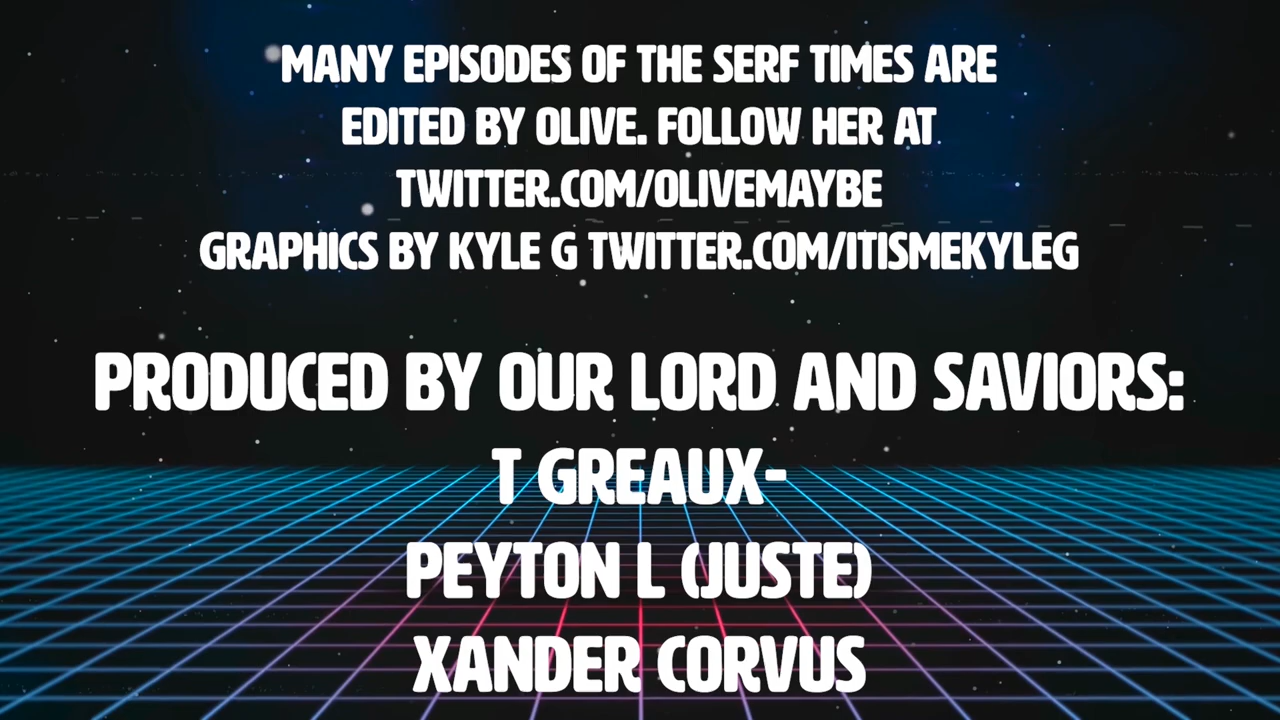 MANY EPISODES OF THE SERF TIMES ARE
EDITED BY OLIVE. FOLLOW HER AT
TWITTER.COM/OLIVEMAYBE
GRAPHICS BY KYLE G TWITTER.COM/ITISMEKYLEG
PRODUCED BY OUR LORD AND SAVIORS:
T GREAUX-
PEYTON L (JUSTE)
XANDER CORVUS